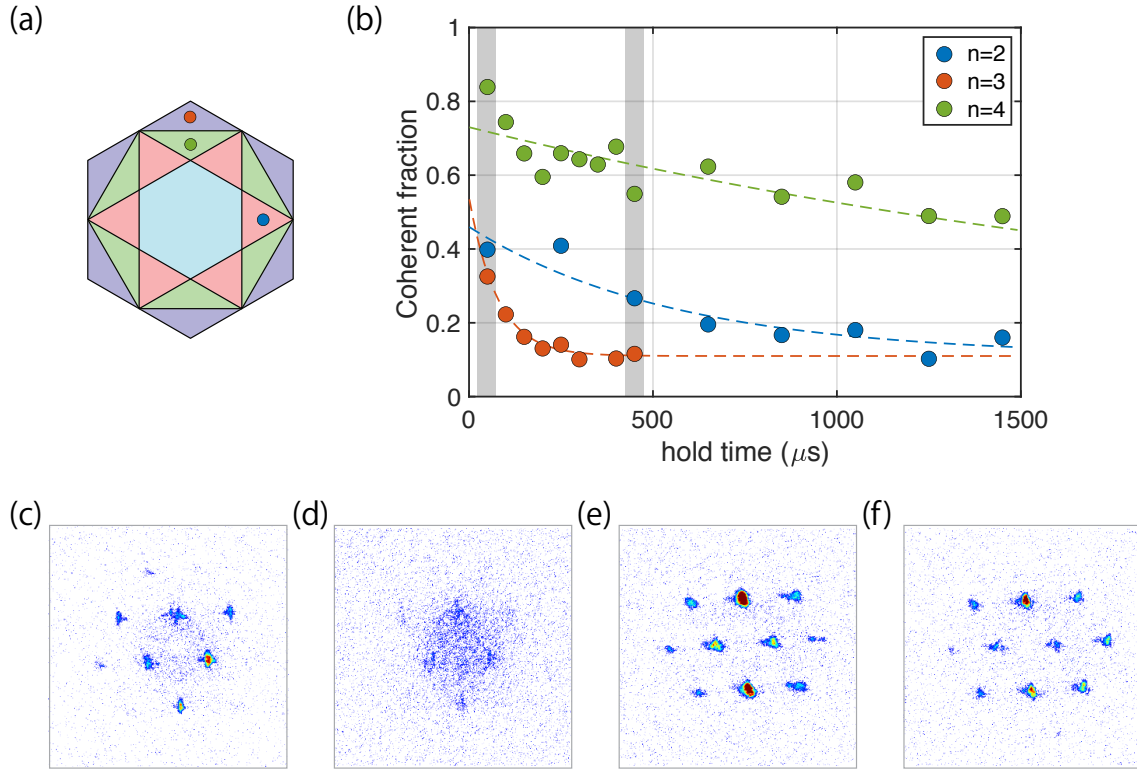 (a)
(b)
1
0.8
0.6
0.4
0.2
0
Coherent fraction
0
500
1000
1500
hold time (μs)
n=2
n=3
n=4
(c)
(d)
(e)
(f)